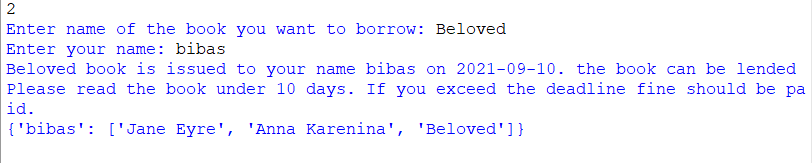 2
Enter name of the book you want to borrow: Beloved
Enter your name: bibas
Beloved book is issued to your name bibas on 2021-09-10. the book can be lended
Please read the book under 10 days. If you exceed the deadline fine should be pa
id.
{'bibas': ['Jane Eyre', 'Anna Karenina', 'Beloved']}